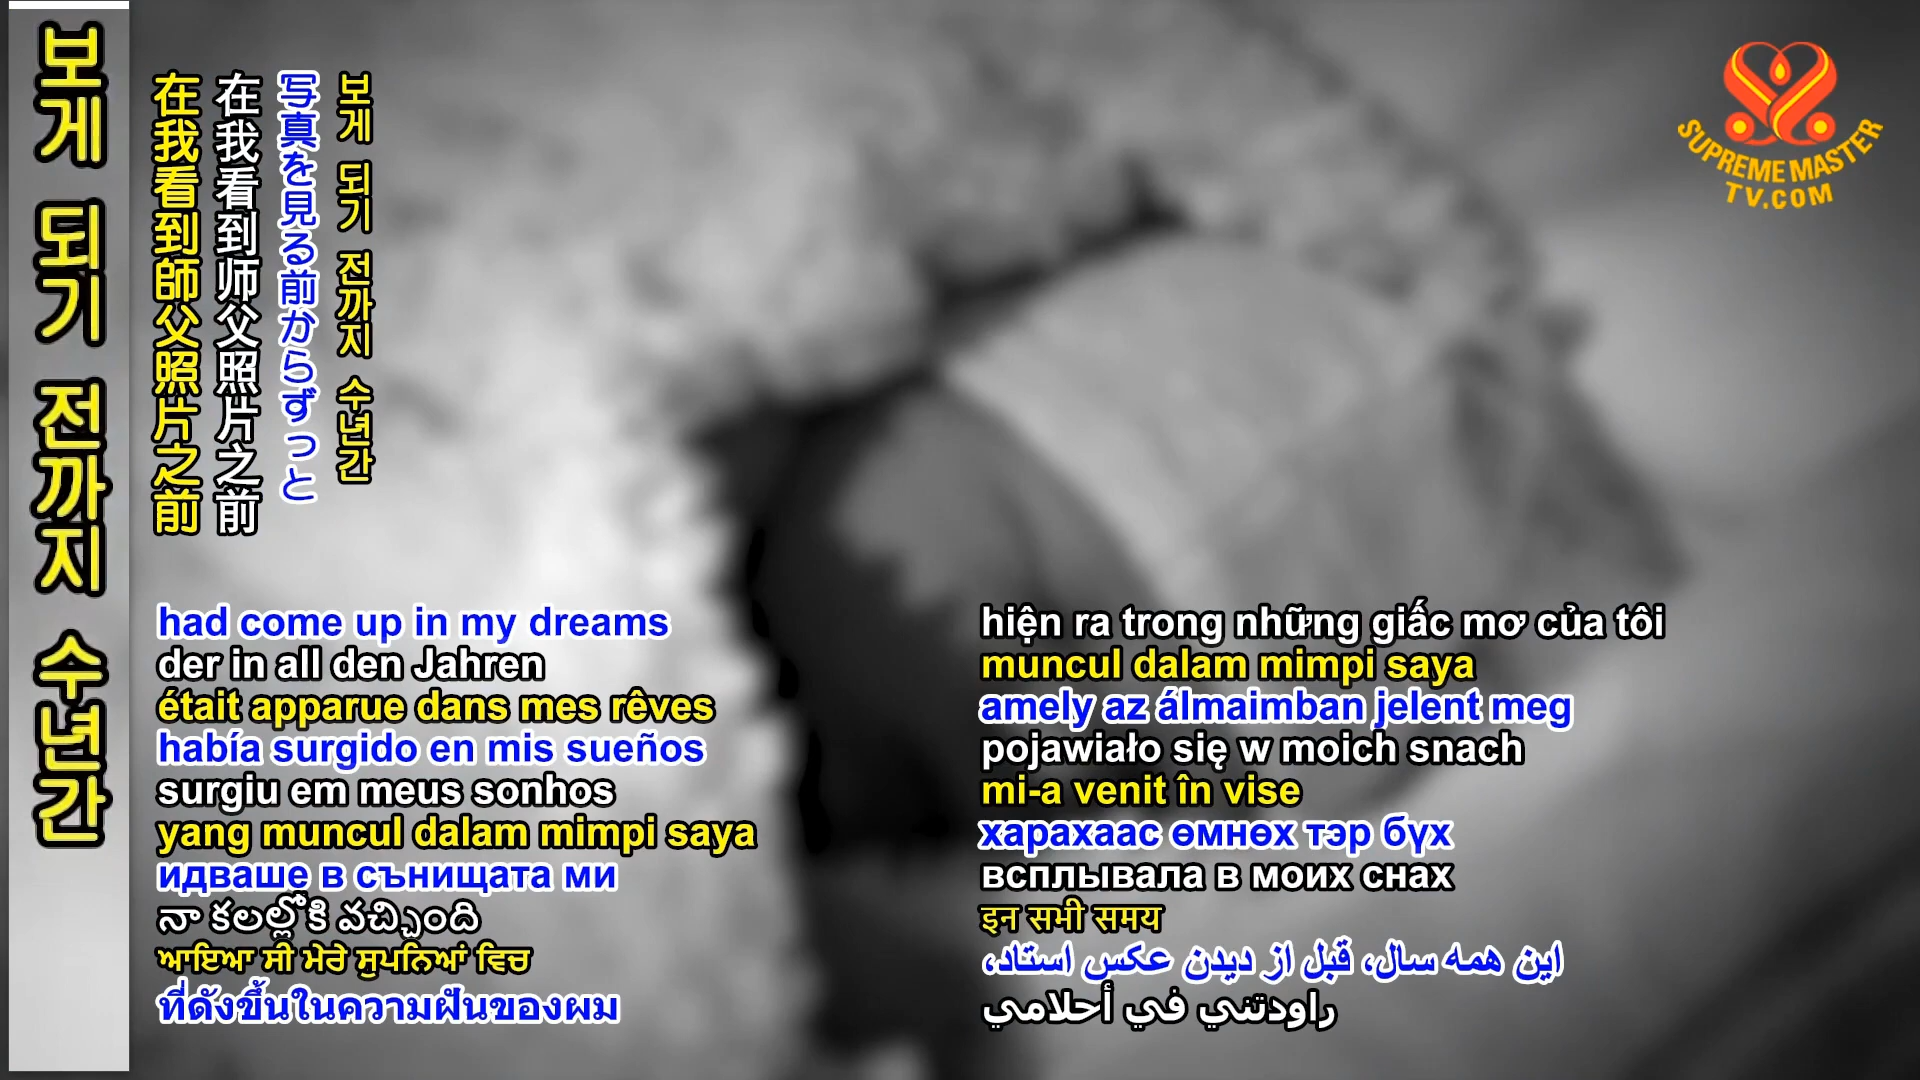 보게 되기 전까지 수년간
在我看到師父照片之前
在我看到师父照片之前
写真を見る前からずっと
보게 되기 전까지 수년간
SUPREME MASTER
TV.COM
had come up in my dreams
der in all den Jahren
était apparue dans mes rêves
había surgido en mis sueños
surgiu em meus sonhos
yang muncul dalam mimpi saya
идваше в сънищата ми
నా కలల్లోకి వచ్చింది
ਆਇਆ ਸੀ ਮੇਰੇ ਸੁਪਨਿਆਂ ਵਿਚ
ที่ดังขึ้นในความฝันของผม
hiện ra trong những giấc mơ của tôi
muncul dalam mimpi saya
amely az álmaimban jelent meg
pojawiało się w moich snach
mi-a venit în vise
харахаас өмнөх тэр бүх
всплывала в моих снах
इन सभी समय
این همه سال، قبل از دیدن عکس استاد،
راودتني في أحلامي